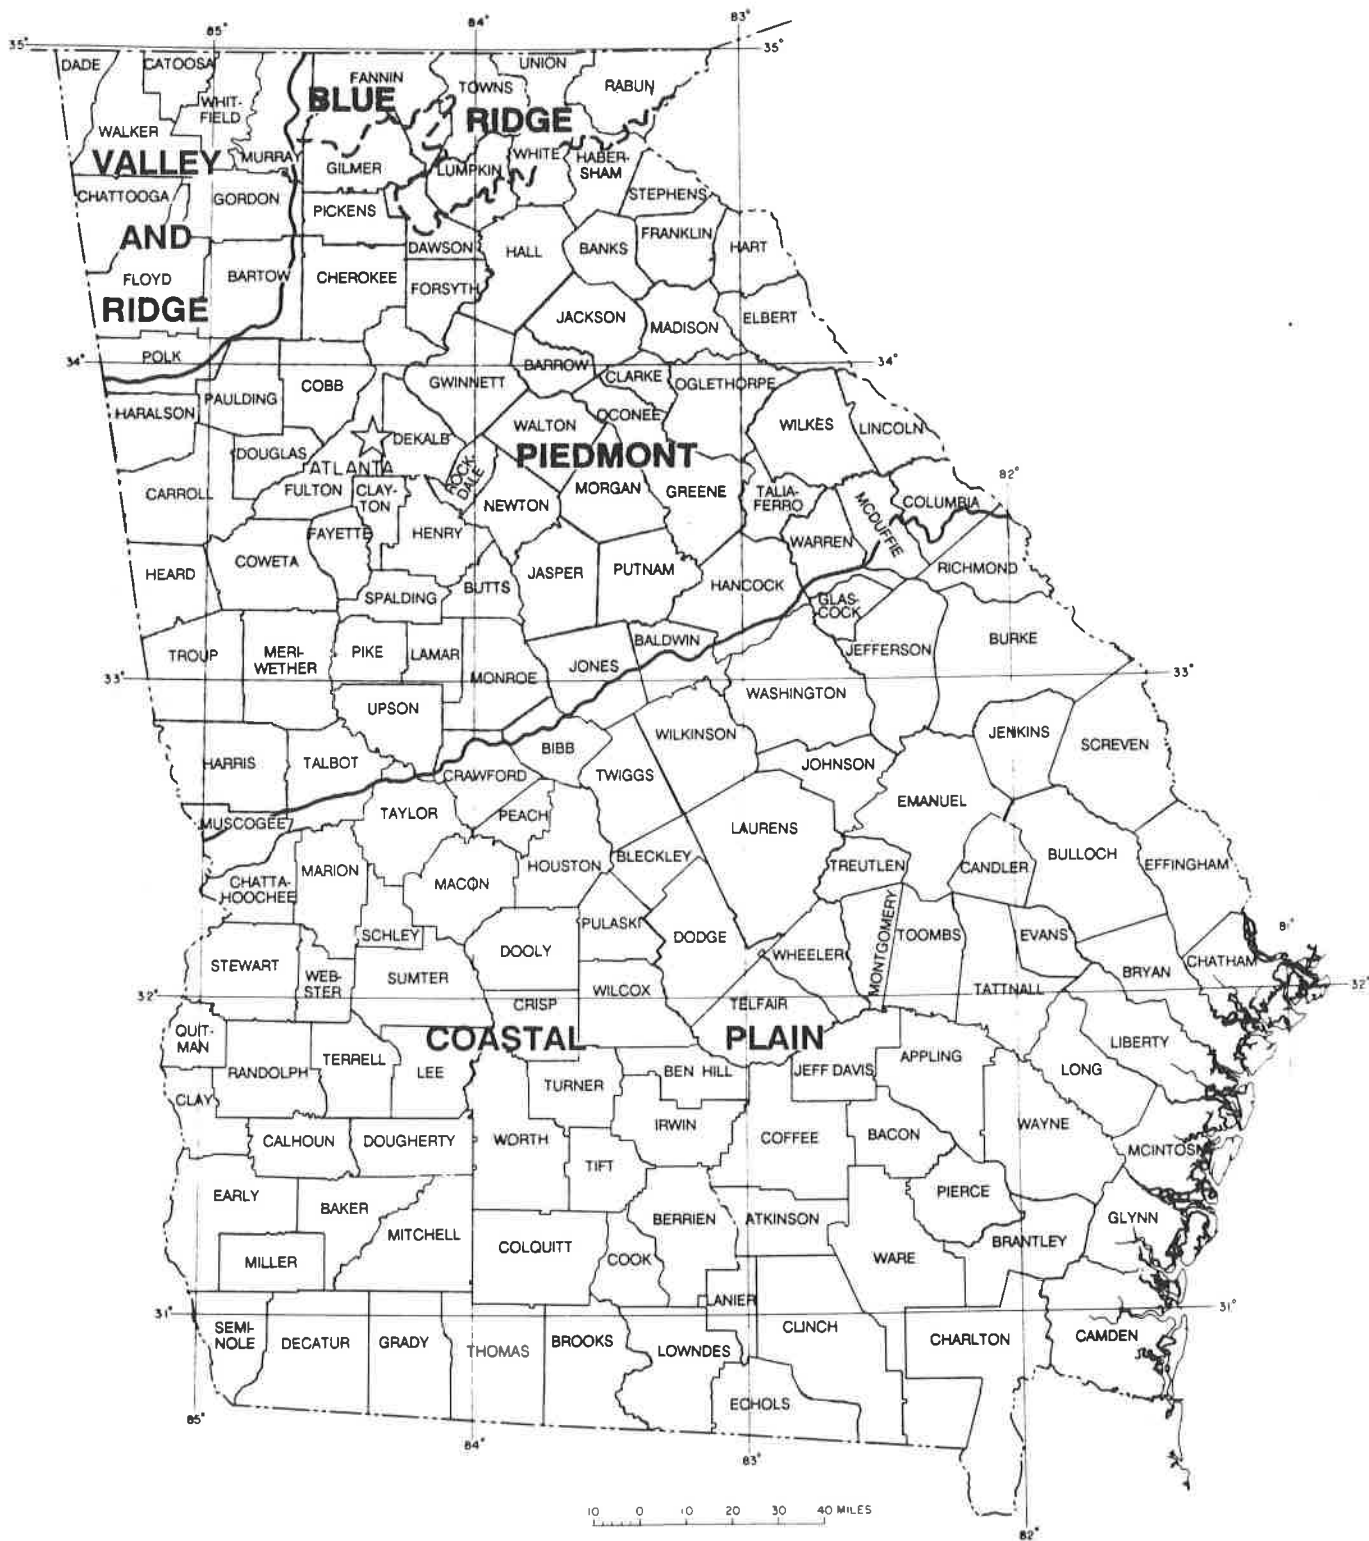 83°
85°
84°
35°
35°
DADE
CATOOSA
FANNIN
UNION
TOWNS
RABUN
WHIT-
FIELD
BLUE
RIDGE
WALKER
VALLEY
MURRAY
GILMER
LUMPKIN
WHITE
HABER-
SHAM
CHATTOOGA
GORDON
PICKENS
STEPHENS
AND
DAWSON
HALL
BANKS
FRANKLIN
HART
FLOYD
BARTOW
CHEROKEE
FORSYTH
RIDGE
JACKSON
MADISON
ELBERT
POLK
34°
34°
COBB
GWINNETT
BARROW
CLARKE
OGLETHORPE
HARALSON
PAULDING
WALTON
OCONEE
WILKES
LINCOLN
DOUGLAS
DEKALB
ATLANTA
PIEDMONT
ROCK-
DALE
82°
CARROLL
FULTON
CLAY-
TON
NEWTON
MORGAN
GREENE
TALIA-
FERRO
MCDUFFIE
COLUMBIA
FAYETTE
HENRY
WARREN
HEARD
COWETA
SPALDING
BUTTS
JASPER
PUTNAM
HANCOCK
RICHMOND
GLAS-
COCK
TROUP
MERI-
WETHER
PIKE
LAMAR
MONROE
JONES
BALDWIN
JEFFERSON
BURKE
33°
33°
WASHINGTON
UPSON
HARRIS
TALBOT
CRAWFORD
BIBB
TWIGGS
WILKINSON
JOHNSON
JENKINS
SCREVEN
MUSCOGEE
TAYLOR
PEACH
LAURENS
EMANUEL
CHATTA-
HOOCHEE
MARION
MACON
HOUSTON
BLECKLEY
TREUTLEN
CANDLER
BULLOCH
EFFINGHAM
SCHLEY
DOOLY
PULASKI
DODGE
WHEELER
MONTGOMERY
TOOMBS
EVANS
81°
STEWART
WEB-
STER
SUMTER
CRISP
WILCOX
TELFAIR
TATTNALL
BRYAN
CHATHAM
32°
32°
QUIT-
MAN
COASTAL
PLAIN
RANDOLPH
TERRELL
LEE
TURNER
BEN HILL
JEFF DAVIS
APPLING
LONG
LIBERTY
CLAY
CALHOUN
DOUGHERTY
WORTH
TIFT
IRWIN
COFFEE
BACON
WAYNE
MCINTOSH
EARLY
BAKER
MITCHELL
BERRIEN
ATKINSON
PIERCE
GLYNN
MILLER
COLQUITT
COOK
WARE
BRANTLEY
31°
31°
SEMI-
NOLE
DECATUR
GRADY
THOMAS
BROOKS
LOWNDES
LANIER
CLINCH
CHARLTON
CAMDEN
ECHOLS
85°
84°
83°
10 0 10 20 30 40 MILES
82°